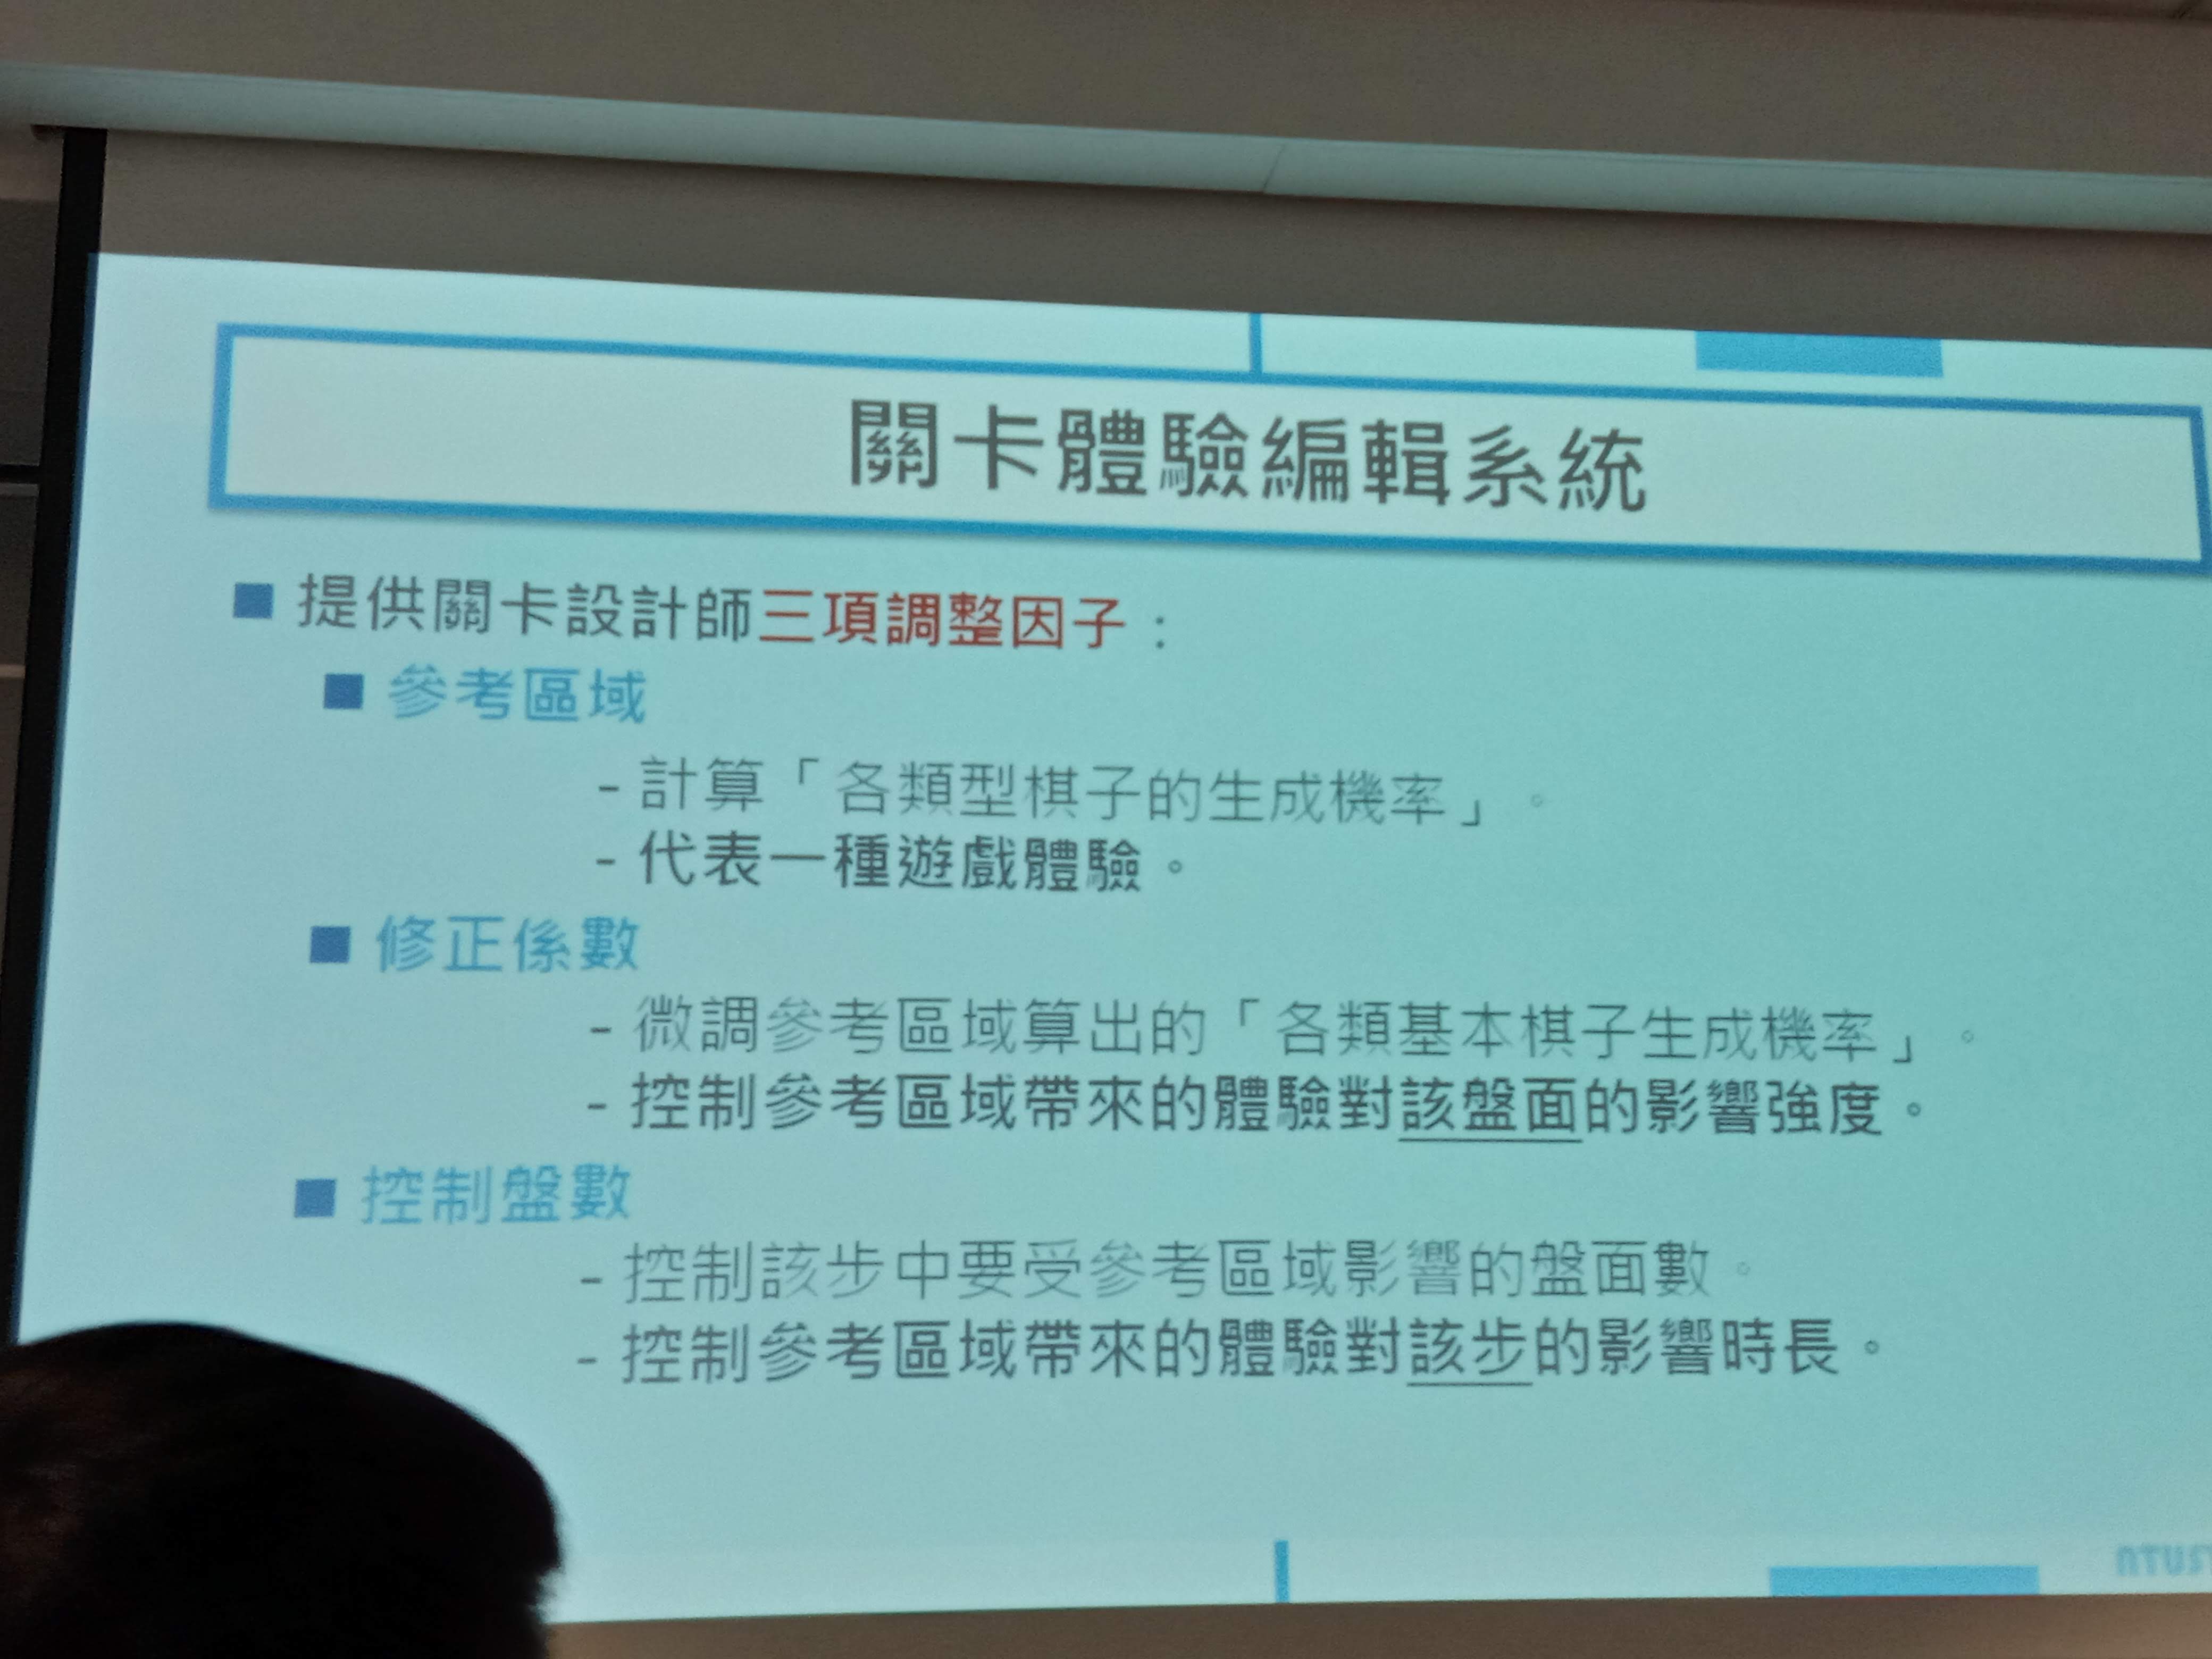 關卡體驗編輯系統
提供關卡設計師三項調整因子：
參考區域
- 計算「各類型棋子的生成機率」。
- 代表一種遊戲體驗。
修正係數
- 微調參考區域算出的「各類基本棋子生成機率」。
- 控制參考區域帶來的體驗對該盤面的影響強度。
控制盤數
- 控制該步中要受參考區域影響的盤面數。
- 控制參考區域帶來的體驗對該步的影響時長。